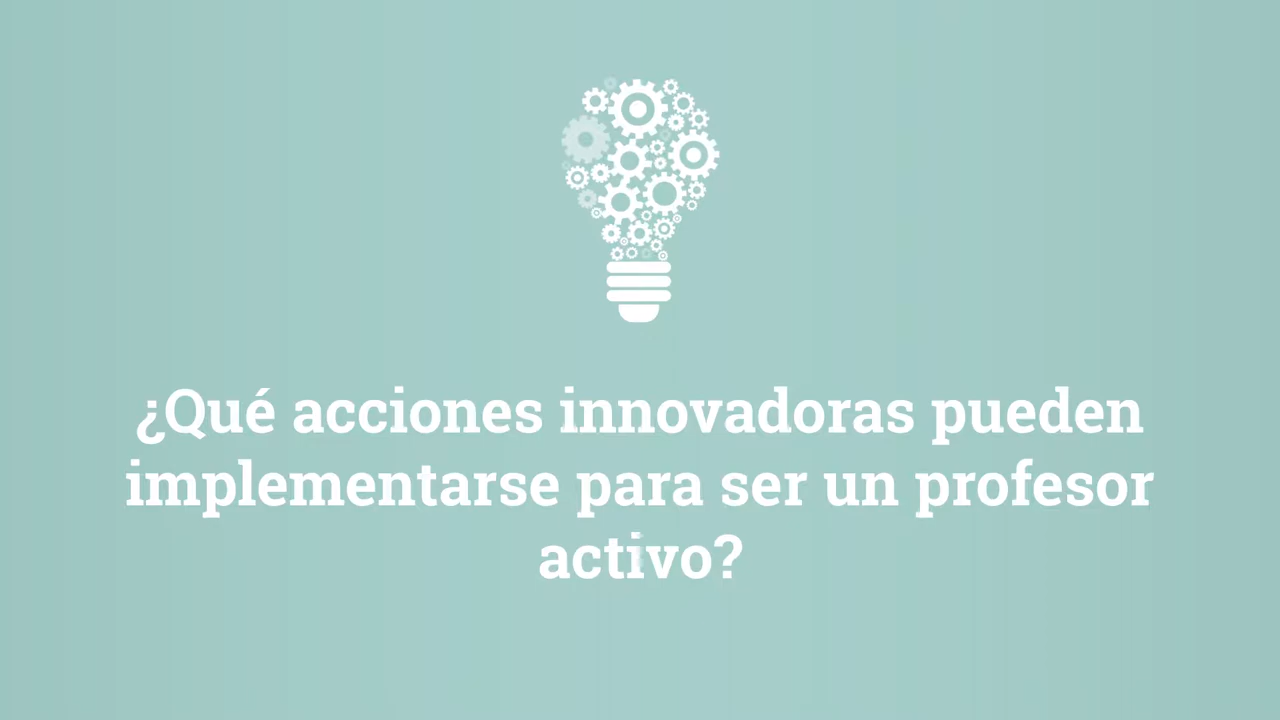 ¿Qué acciones innovadoras pueden
implementarse para ser un profesor
activo?